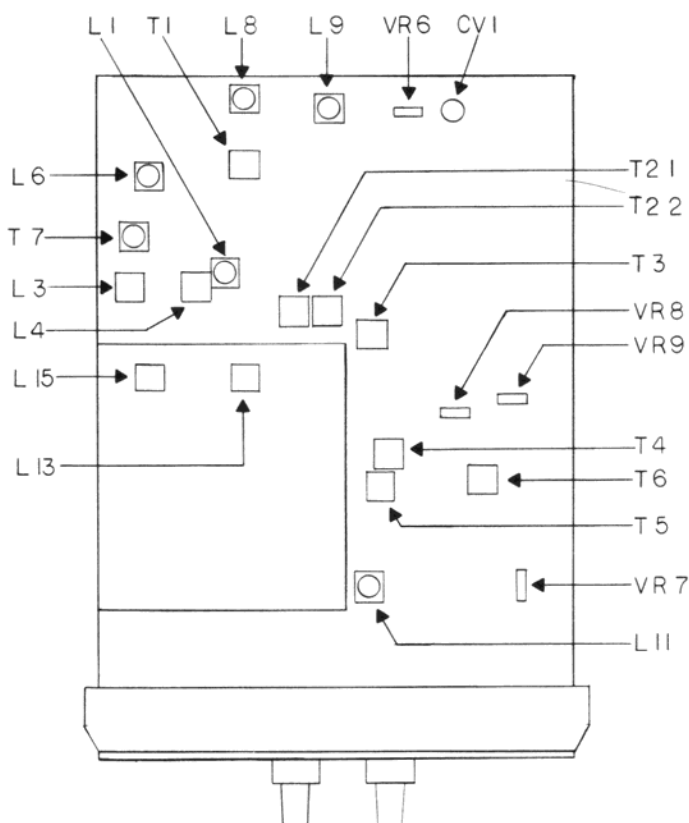 L1 T1 L8 L9 VR6 CV1
L6
T7
L3
L4
L15
L13
T21
T22
T3
VR8
VR9
T4
T6
T5
VR7
L11